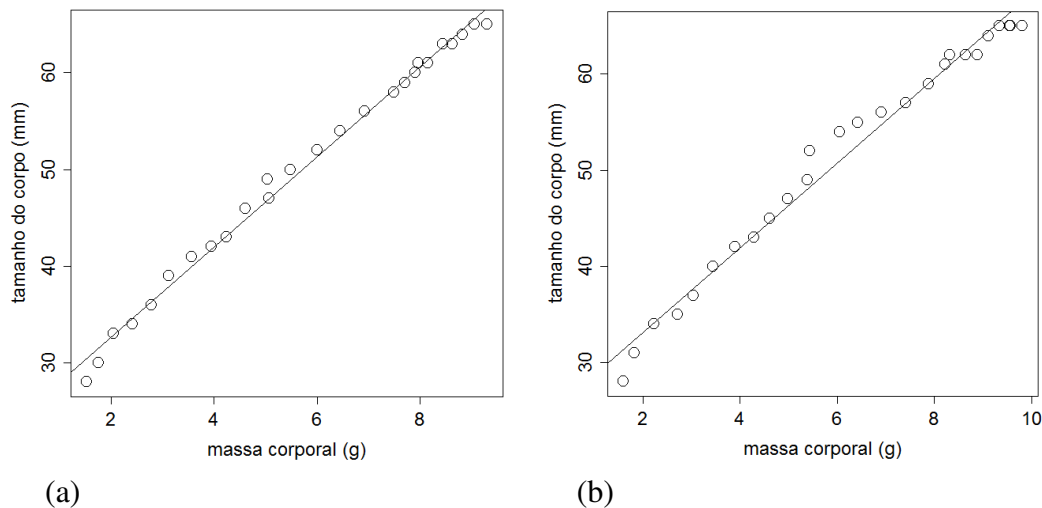 60
50
40
30
tamanho do corpo (mm)
2 4 6 8
massa corporal (g)
(a)
60
50
40
30
tamanho do corpo (mm)
2 4 6 8 10
massa corporal (g)
(b)